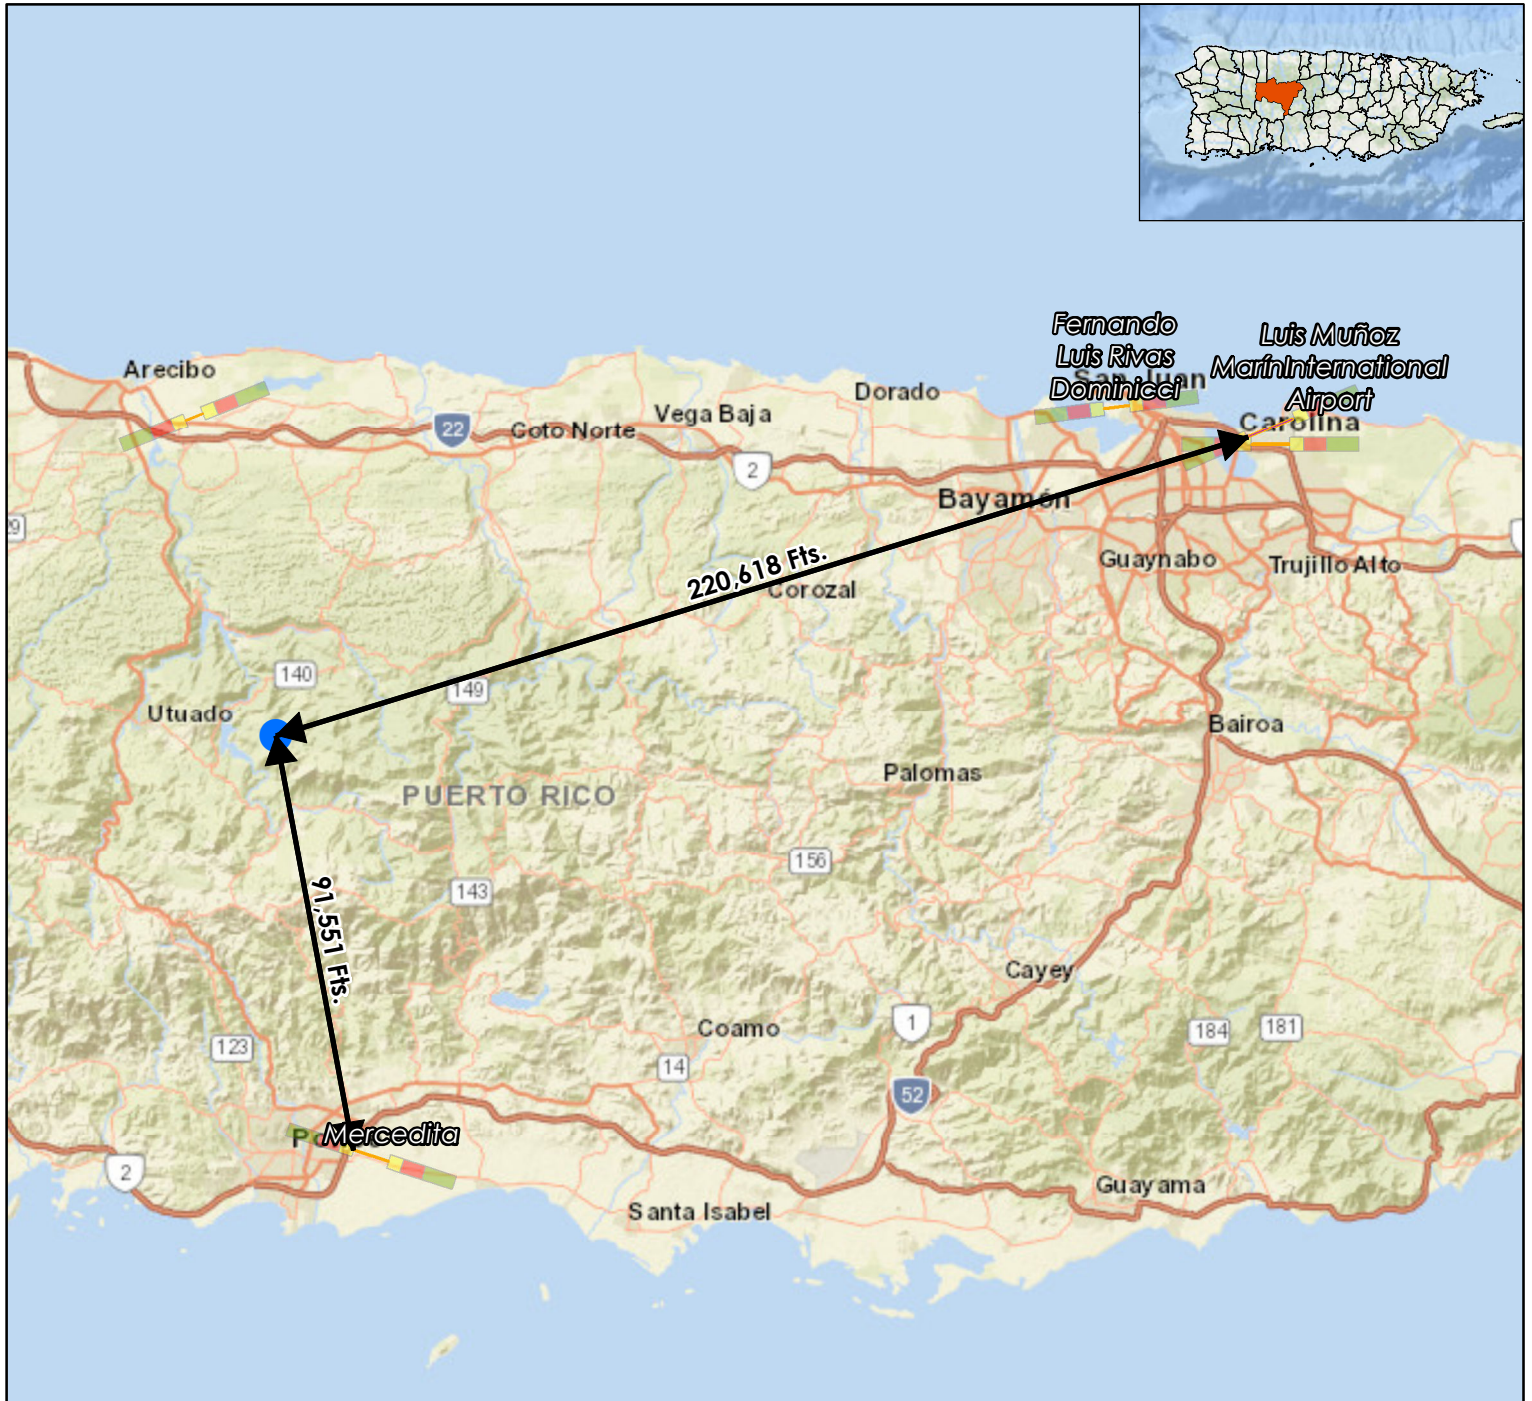 Fernando
Luis Rivas
Dominicci
Luis Muñoz
MarínInternational
Airport
San Juan
Arecibo
Dorado
Vega Baja
Carolina
22
Coto Norte
2
Bayamón
Guaynabo
Trujillo Alto
220,618 Fts.
Corozal
140
149
Utuado
Bairoa
Palomas
PUERTO RICO
156
143
91,551 Fts.
Cayey
1
Coamo
184
181
123
14
52
Mercedita
2
Guayama
Santa Isabel